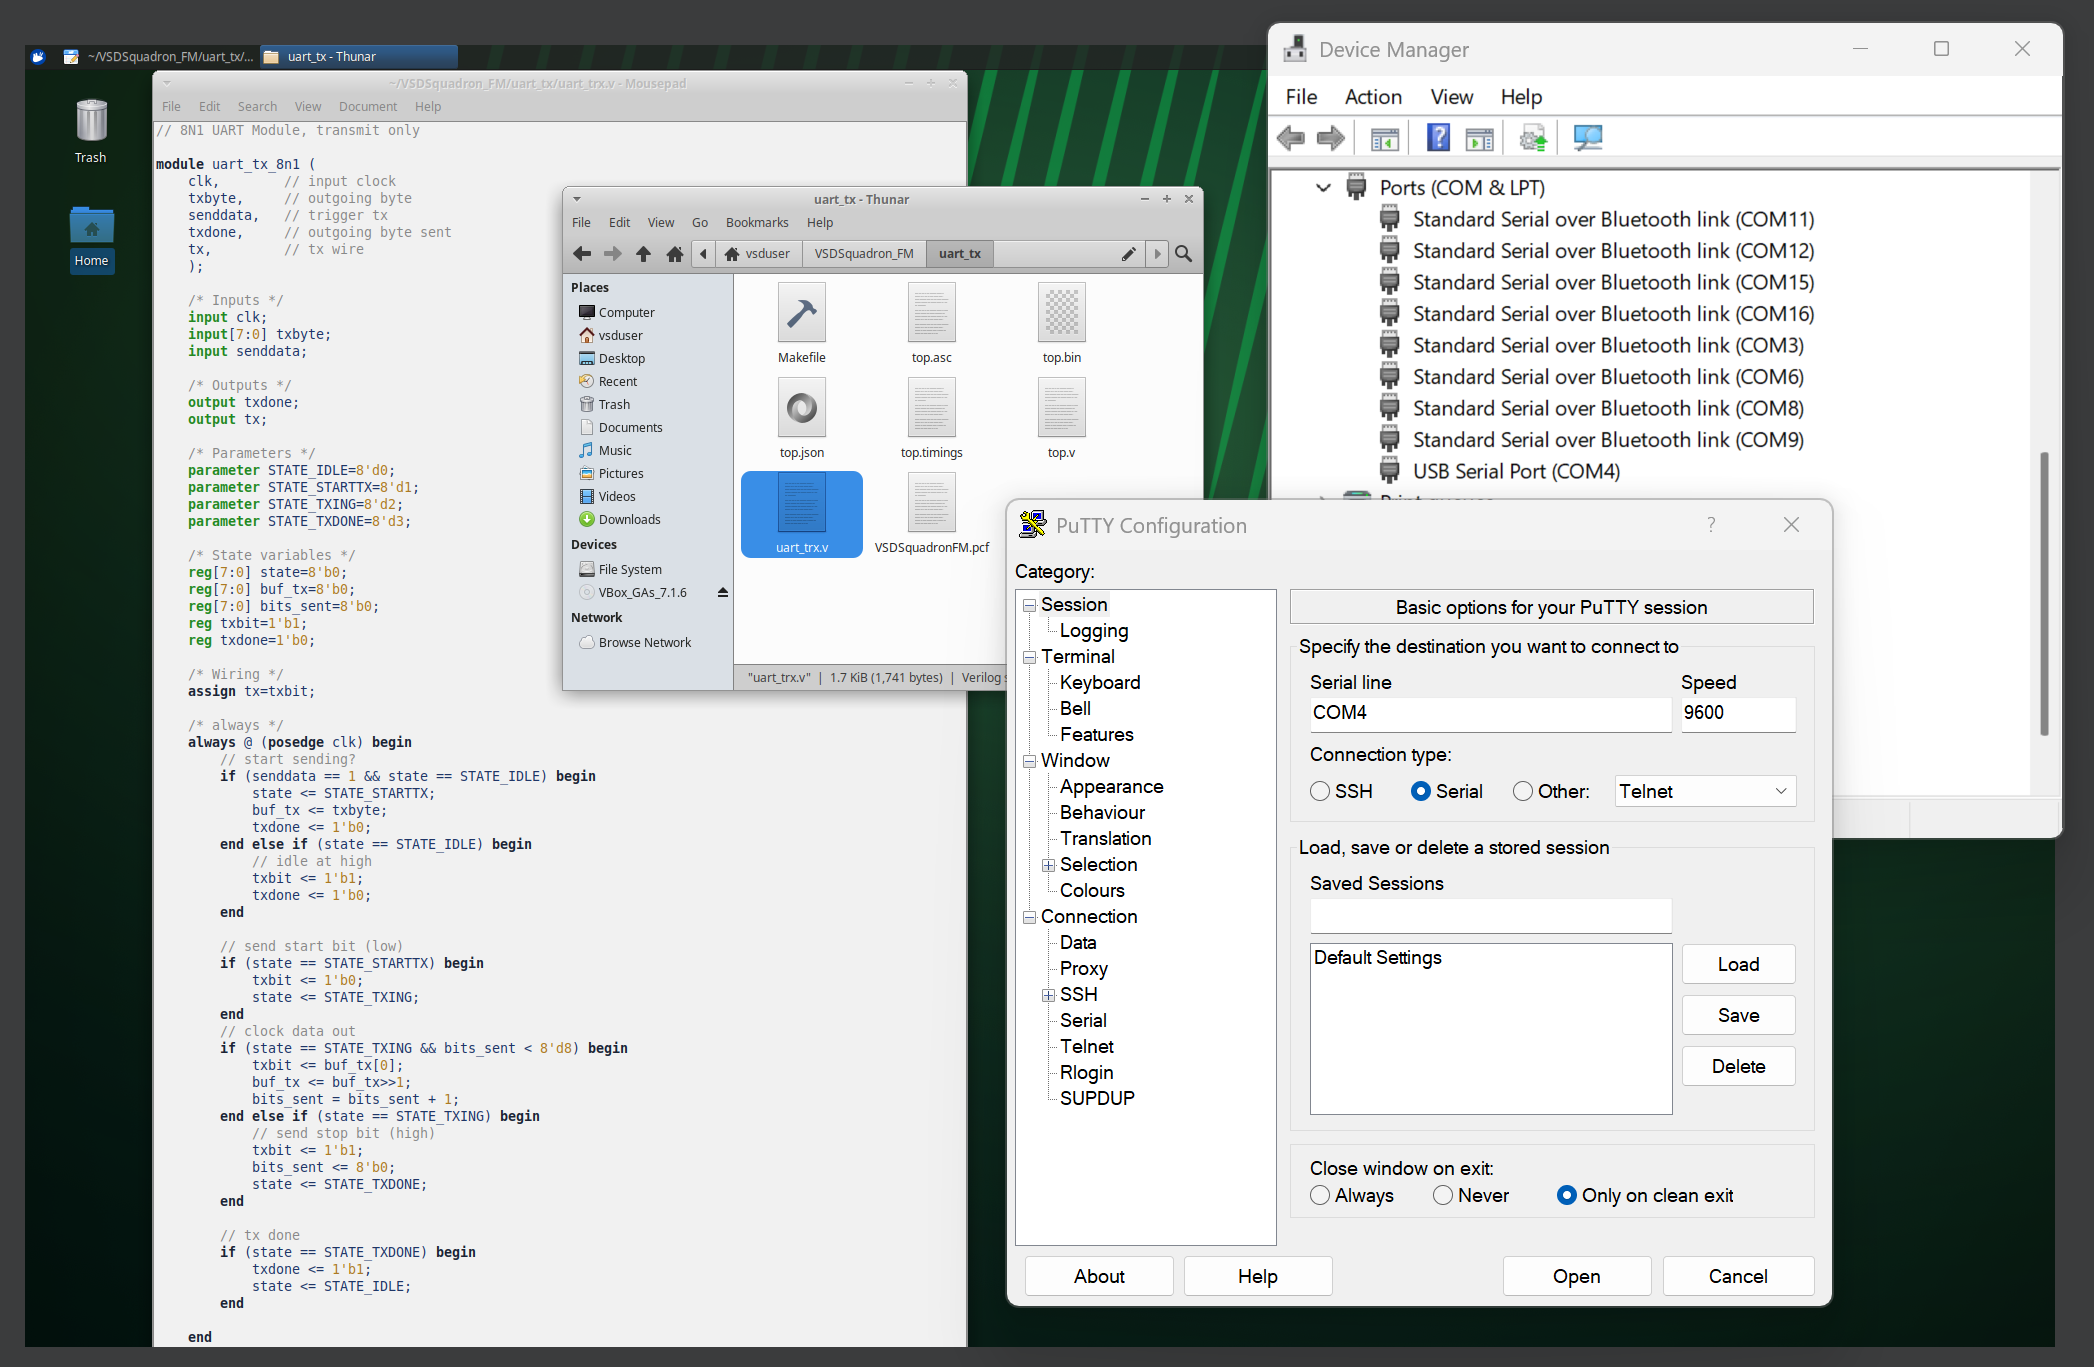 ~/VSDSquadron_FM/uart_tx/...
uart_tx - Thunar
Trash
Home
~/VSDSquadron_FM/uart_tx/uart_trx.v - Mousepad
File Edit Search View Document Help
// 8N1 UART Module, transmit only
module uart_tx_8n1 (
clk, // input clock
txbyte, // outgoing byte
senddata, // trigger tx
txdone, // outgoing byte sent
tx, // tx wire
);
/* Inputs */
input clk;
input[7:0] txbyte;
input senddata;
/* Outputs */
output txdone;
output tx;
/* Parameters */
parameter STATE_IDLE=8'd0;
parameter STATE_STARTTX=8'd1;
parameter STATE_TXING=8'd2;
parameter STATE_TXDONE=8'd3;
/* State variables */
reg[7:0] state=8'b0;
reg[7:0] buf_tx=8'b0;
reg[7:0] bits_sent=8'b0;
reg txbit=1'b1;
reg txdone=1'b0;
/* Wiring */
assign tx=txbit;
/* always */
always @ (posedge clk) begin
// start sending?
if (senddata == 1 && state == STATE_IDLE) begin
state <= STATE_STARTTX;
buf_tx <= txbyte;
txdone <= 1'b0;
end else if (state == STATE_IDLE) begin
// idle at high
txbit <= 1'b1;
txdone <= 1'b0;
end
// send start bit (low)
if (state == STATE_STARTTX) begin
txbit <= 1'b0;
state <= STATE_TXING;
end
// clock data out
if (state == STATE_TXING && bits_sent < 8'd8) begin
txbit <= buf_tx[0];
buf_tx <= buf_tx>>1;
bits_sent = bits_sent + 1;
end else if (state == STATE_TXING) begin
// send stop bit (high)
txbit <= 1'b1;
bits_sent <= 8'b0;
state <= STATE_TXDONE;
end
// tx done
if (state == STATE_TXDONE) begin
txdone <= 1'b1;
state <= STATE_IDLE;
end
end
uart_tx - Thunar
File Edit View Go Bookmarks Help
vsduser VSDSquadron_FM uart_tx
Places
Computer
vsduser
Desktop
Recent
Trash
Documents
Music
Pictures
Videos
Downloads
Devices
File System
VBox_GAs_7.1.6
Network
Browse Network
Makefile top.asc top.bin
top.json top.timings top.v
uart_trx.v VSDSquadronFM.pcf
"uart_trx.v" | 1.7 KiB (1,741 bytes) | Verilog
Device Manager
File Action View Help
Ports (COM & LPT)
Standard Serial over Bluetooth link (COM11)
Standard Serial over Bluetooth link (COM12)
Standard Serial over Bluetooth link (COM15)
Standard Serial over Bluetooth link (COM16)
Standard Serial over Bluetooth link (COM3)
Standard Serial over Bluetooth link (COM6)
Standard Serial over Bluetooth link (COM8)
Standard Serial over Bluetooth link (COM9)
USB Serial Port (COM4)
PuTTY Configuration
Category:
Session
Logging
Terminal
Keyboard
Bell
Features
Window
Appearance
Behaviour
Translation
Selection
Colours
Connection
Data
Proxy
SSH
Serial
Telnet
Rlogin
SUPDUP
Basic options for your PuTTY session
Specify the destination you want to connect to
Serial line Speed
COM4 9600
Connection type:
SSH Serial Other: Telnet
Load, save or delete a stored session
Saved Sessions
Default Settings
Load
Save
Delete
Close window on exit:
Always Never Only on clean exit
About Help Open Cancel